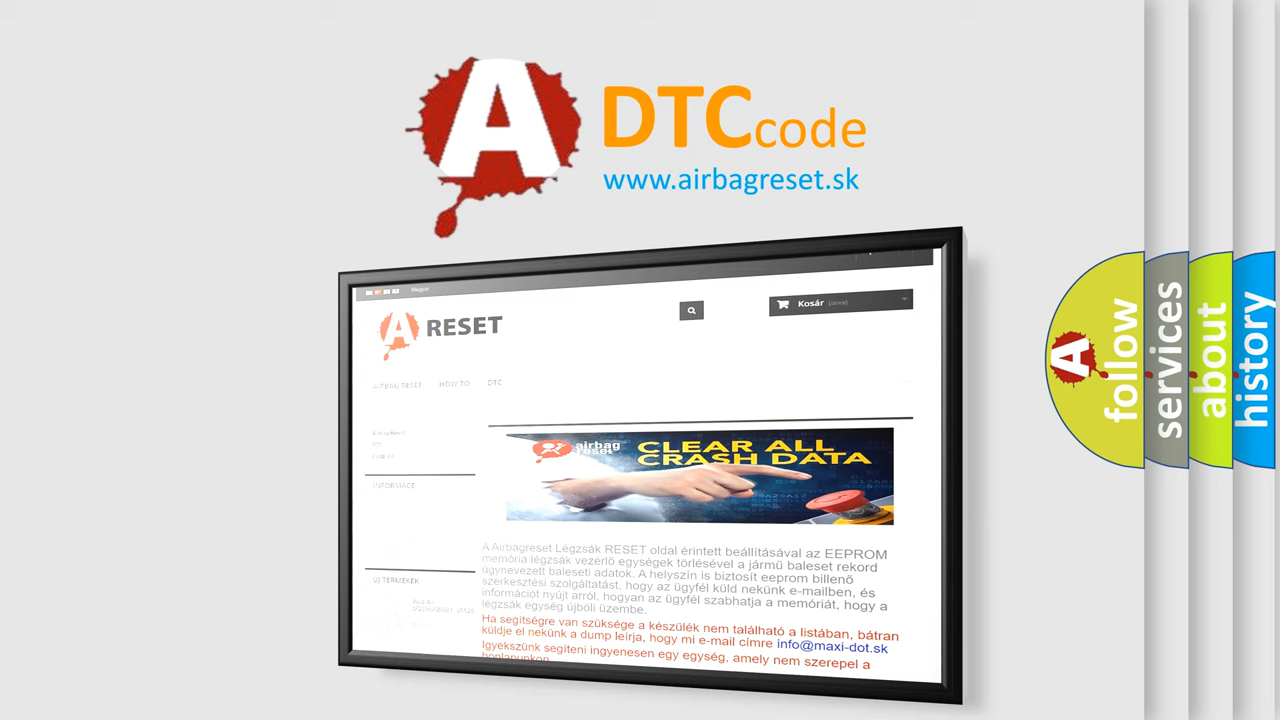 A
DTCcode
www.airbagreset.sk
Magyar
Kosár (üres)
A RESET
AIRBAG RESET HOW TO DTC
airbag
reset
CLEAR ALL
CRASH DATA
INFORMACE
ÚJ TERMÉKEK
A Airbagreset Légzsák RESET oldal érintett beállításával az EEPROM
memória légzsák vezérlő egységek törlésével a jármű baleset rekord
úgynevezett baleseti adatok. A helyszín is biztosít eeprom billenő
szerkesztési szolgáltatást, hogy az ügyfél küld nekünk e-mailben, és
információt nyújt arról, hogyan az ügyfél szabhatja a memóriát, hogy a
légzsák egység újbóli üzembe.
Ha segítségre van szüksége a készülék nem található a listában, bátran
küldje el nekünk a dump leírja, hogy mi e-mail címre info@maxi-dot.sk
Igyekszünk segíteni ingyenesen egy egység, amely nem szerepel a
honlapunkon
A
follow
services
about
history